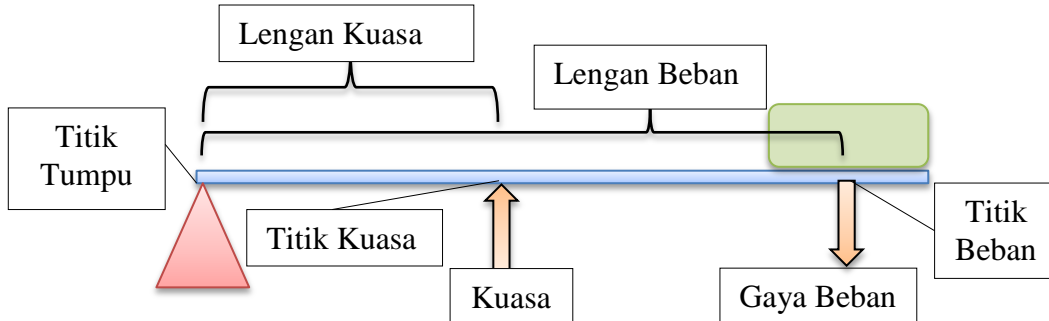 Lengan Kuasa
Lengan Beban
Titik
Tumpu
Titik Kuasa
Titik
Beban
Kuasa
Gaya Beban